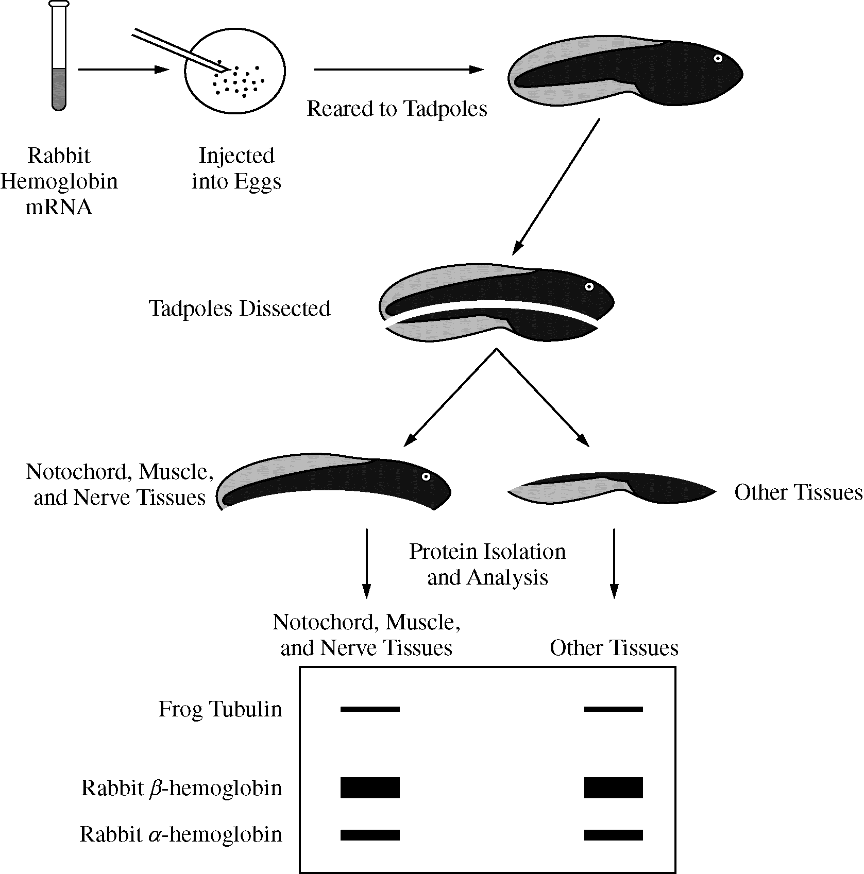 Reared to Tadpoles
Rabbit
Hemoglobin
mRNA
Injected
into Eggs
Tadpoles Dissected
Notochord, Muscle,
and Nerve Tissues
Other Tissues
Protein Isolation
and Analysis
Notochord, Muscle,
and Nerve Tissues
Other Tissues
Frog Tubulin
Rabbit β-hemoglobin
Rabbit α-hemoglobin